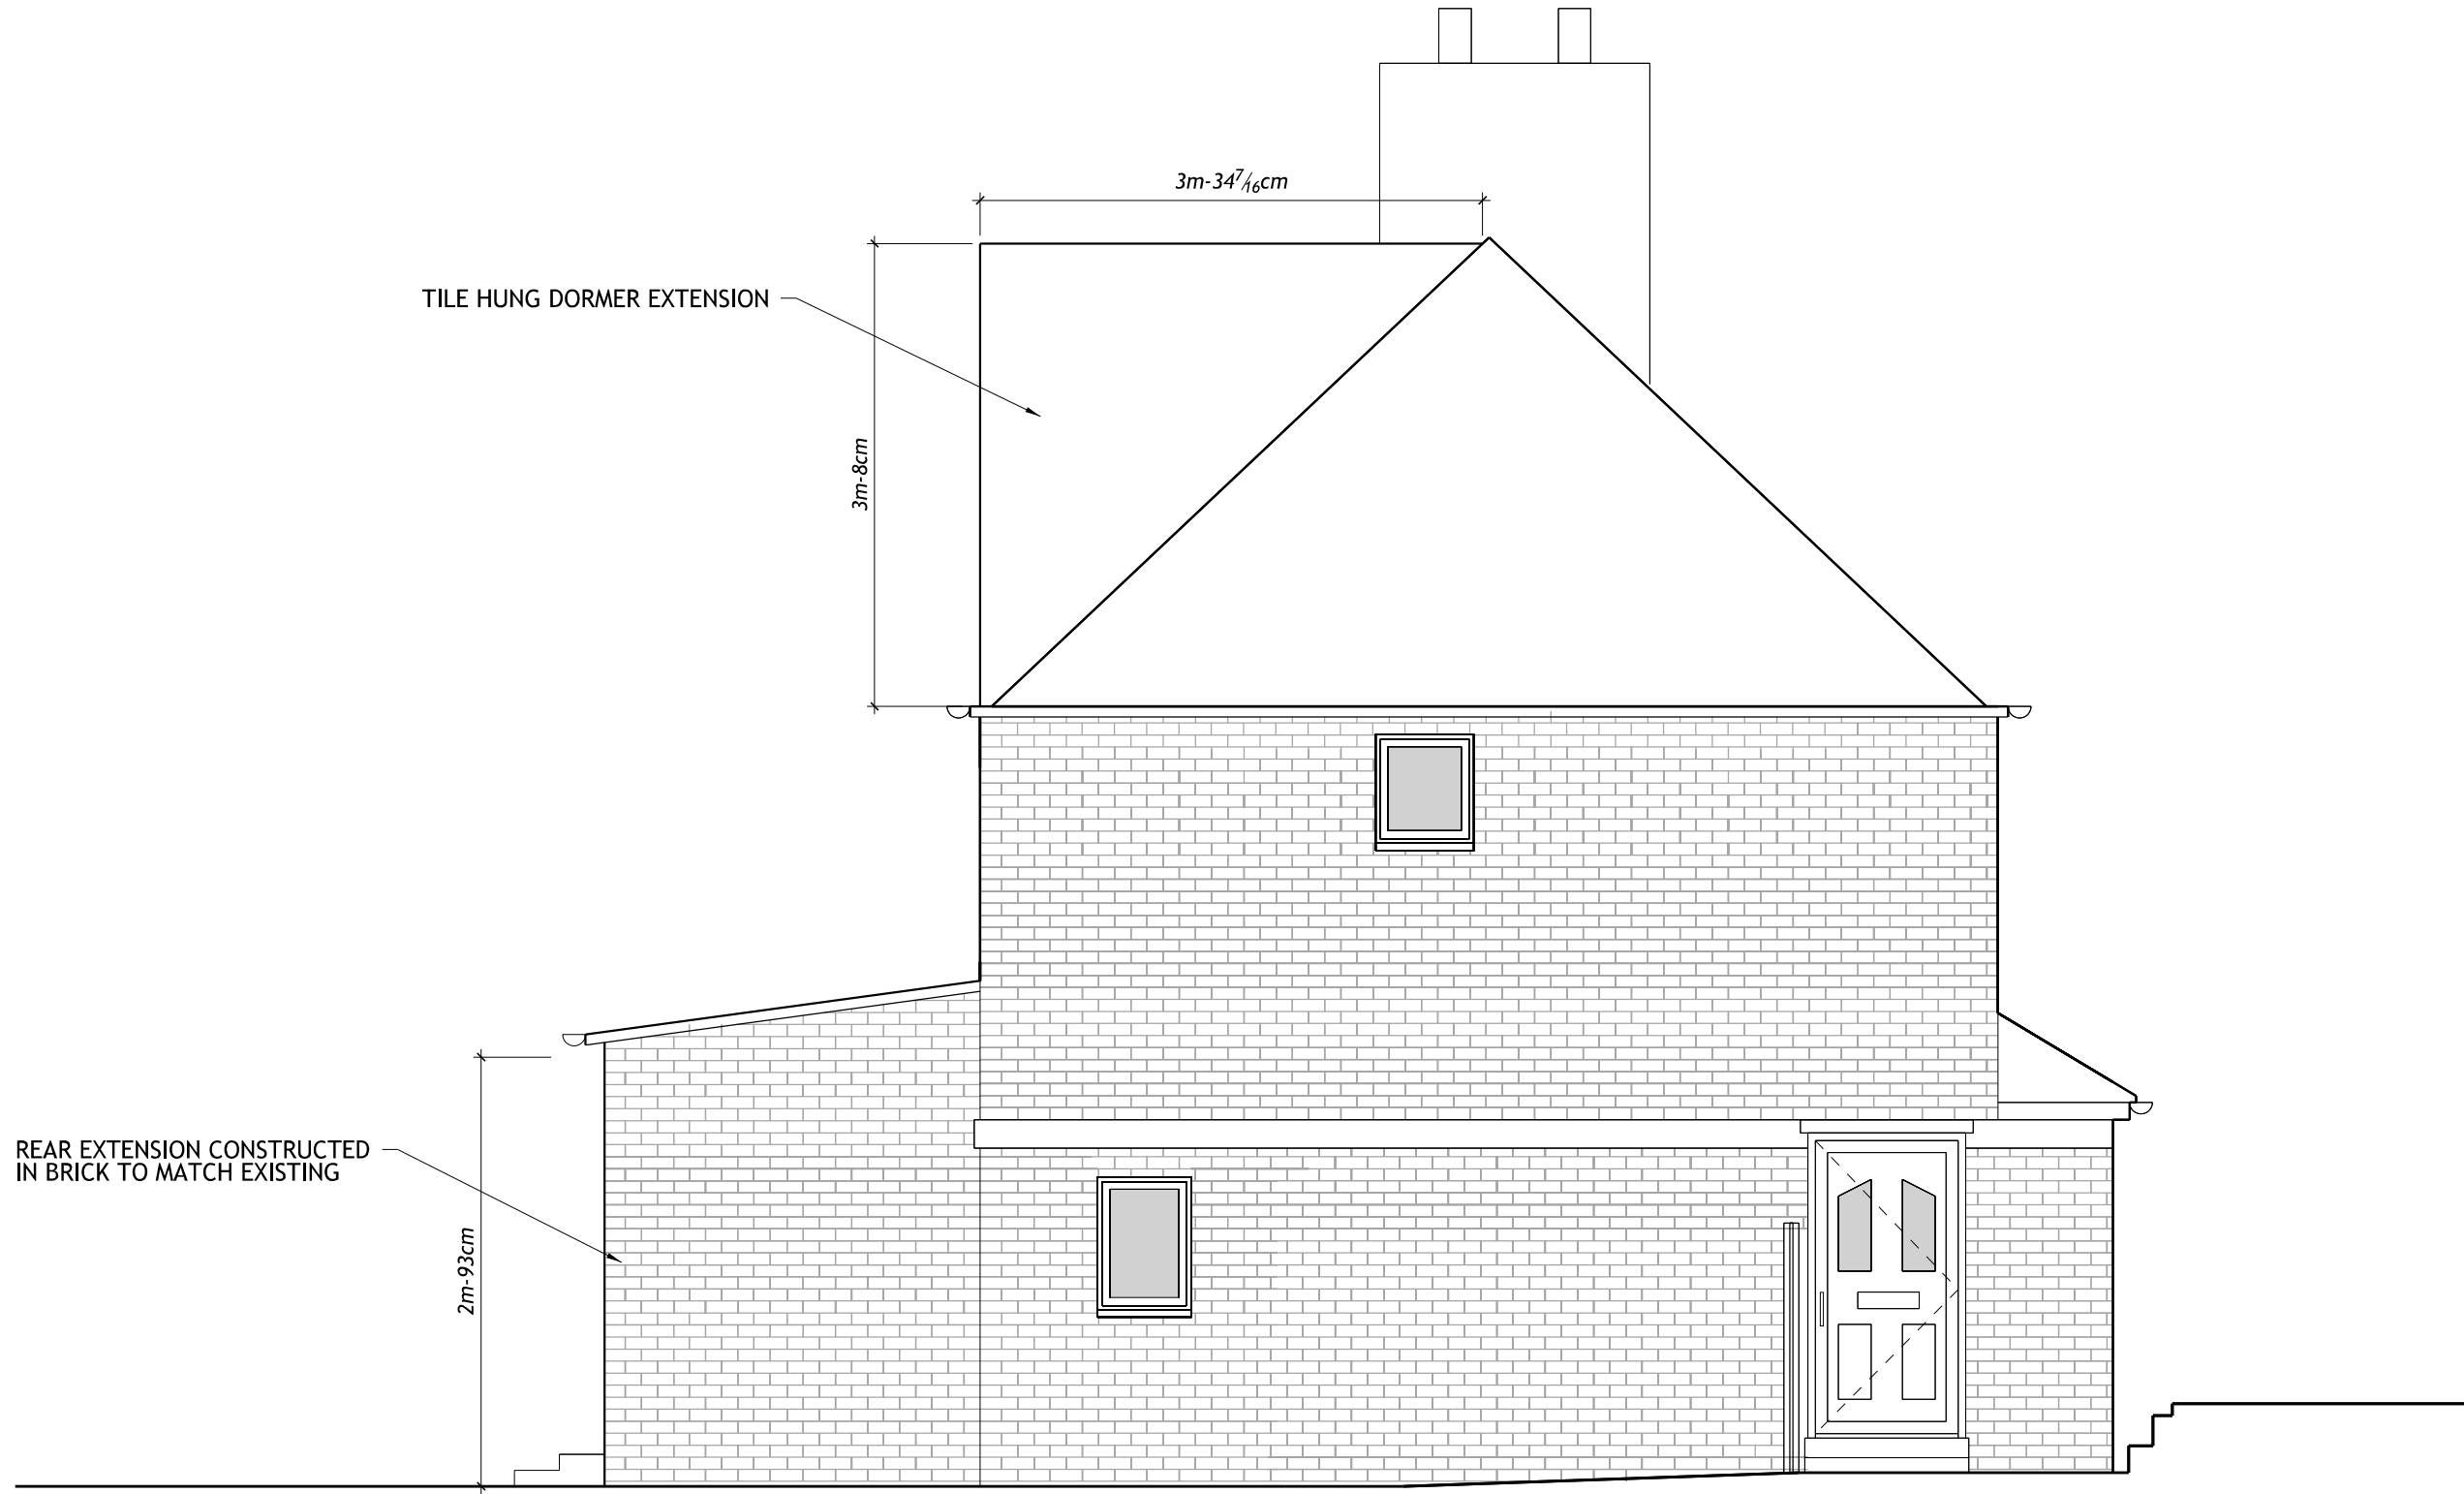 3m-34 7/16cm
TILE HUNG DORMER EXTENSION
3m-8cm
REAR EXTENSION CONSTRUCTED
IN BRICK TO MATCH EXISTING
2m-93cm